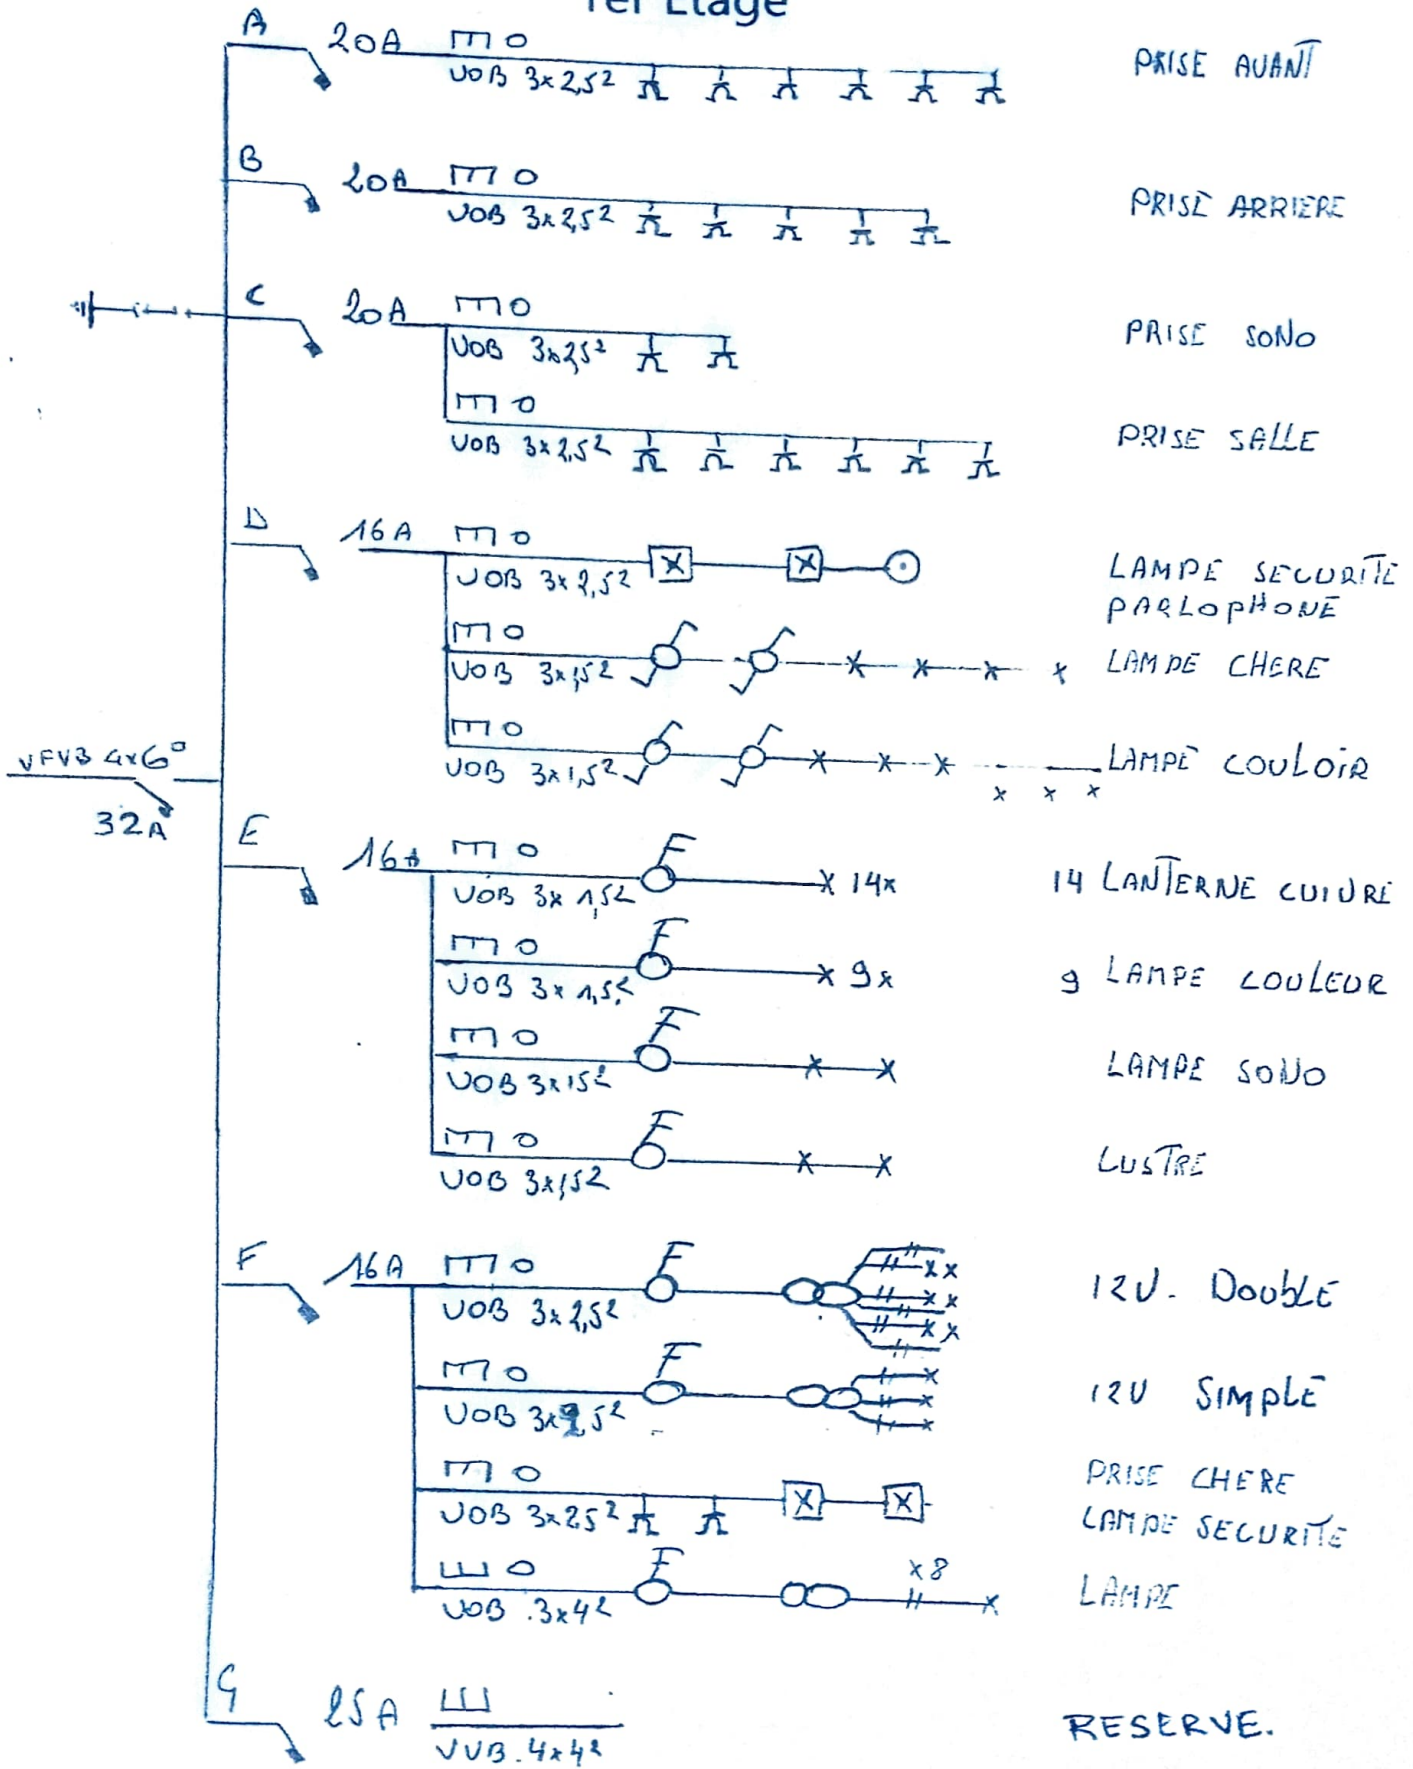 1er Etage
A 20A VOB 3x2,5² PRISE AVANT
B 20A VOB 3x2,5² PRISE ARRIERE
C 20A VOB 3x2,5² PRISE SONO
VOB 3x2,5² PRISE SALLE
D 16A VOB 3x2,5² LAMPE SECURITE
PARLOPHONE
VOB 3x1,5² LAMPE CHERE
VOB 3x1,5² LAMPE COULOIR
VFVB 4x6°
32A
E 16A VOB 3x1,5² 14x 14 LANTERNE CUIVRE
VOB 3x1,5² 9x 9 LAMPE COULEUR
VOB 3x15² LAMPE SONO
VOB 3x1,5² LUSTRE
F 16A VOB 3x2,5² 12V. DOUBLE
VOB 3x2,5² 12V SIMPLE
VOB 3x25² PRISE CHERE
LAMPE SECURITE
VOB .3x4² x8 LAMPE
G 25A VVB.4x4² RESERVE.